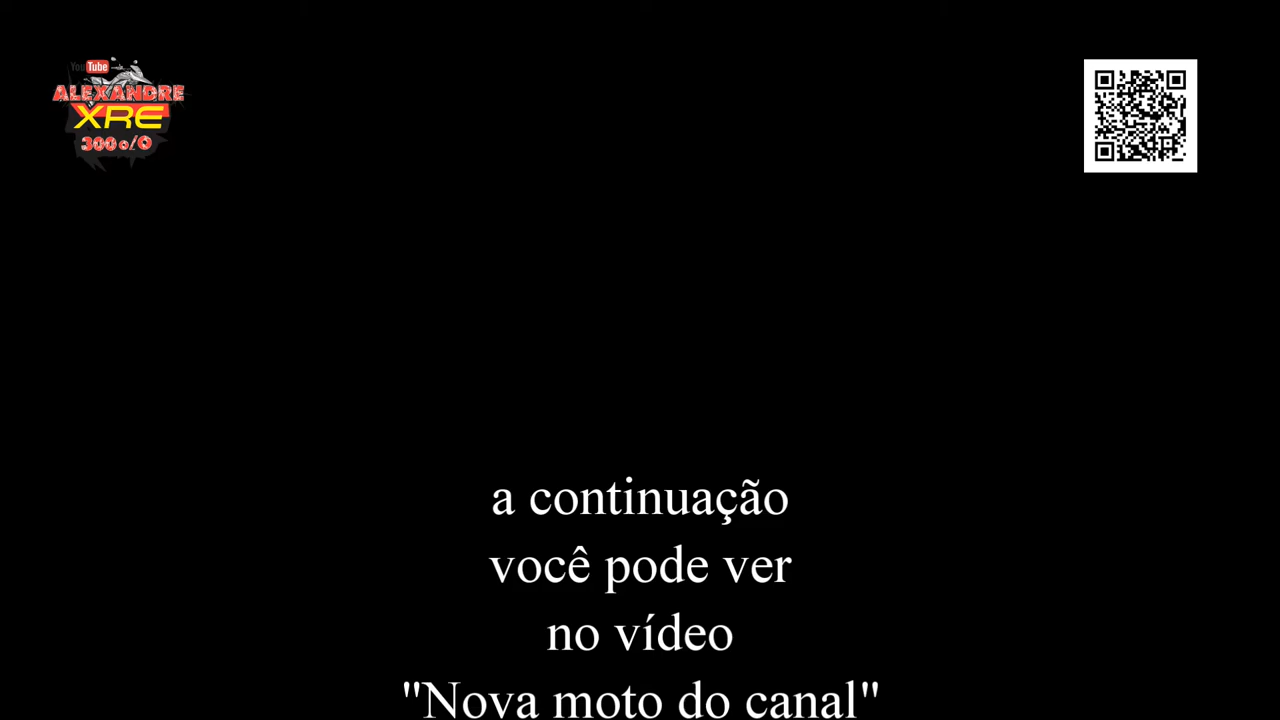 YouTube
ALEXANDRE
XRE
300 o/O
a continuação
você pode ver
no vídeo
"Nova moto do canal"